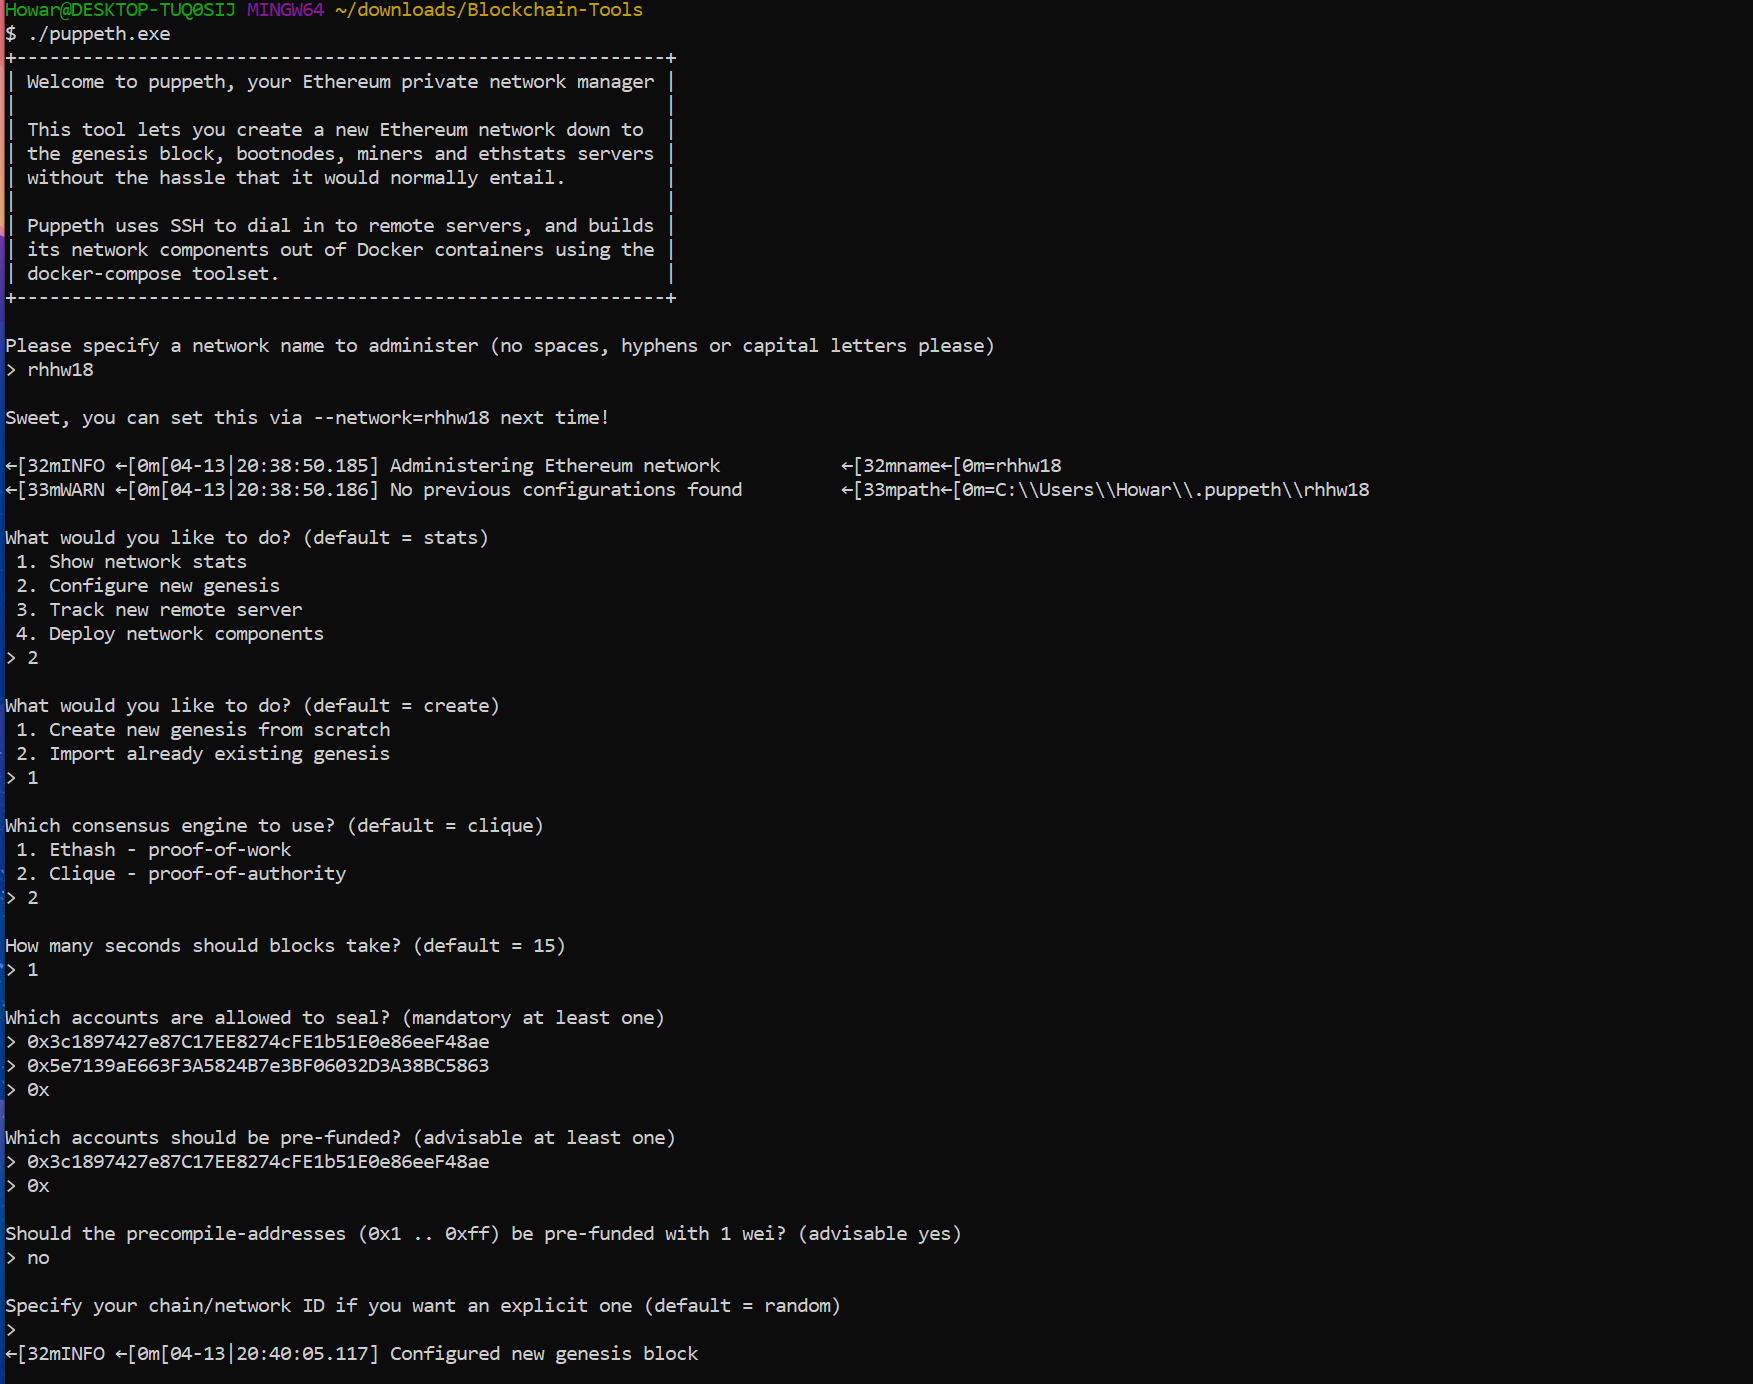 Howar@DESKTOP-TUQ0SIJ MINGW64 ~/downloads/Blockchain-Tools
$ ./puppeth.exe
+-----------------------------------------------------------+
| Welcome to puppeth, your Ethereum private network manager |
|                                                           |
| This tool lets you create a new Ethereum network down to  |
| the genesis block, bootnodes, miners and ethstats servers |
| without the hassle that it would normally entail.         |
|                                                           |
| Puppeth uses SSH to dial in to remote servers, and builds |
| its network components out of Docker containers using the |
| docker-compose toolset.                                   |
+-----------------------------------------------------------+
Please specify a network name to administer (no spaces, hyphens or capital letters please)
> rhhw18
Sweet, you can set this via --network=rhhw18 next time!
←[32mINFO ←[0m[04-13|20:38:50.185] Administering Ethereum network           ←[32mname←[0m=rhhw18
←[33mWARN ←[0m[04-13|20:38:50.186] No previous configurations found         ←[33mpath←[0m=C:\\Users\\Howar\\.puppeth\\rhhw18
What would you like to do? (default = stats)
 1. Show network stats
 2. Configure new genesis
 3. Track new remote server
 4. Deploy network components
> 2
What would you like to do? (default = create)
 1. Create new genesis from scratch
 2. Import already existing genesis
> 1
Which consensus engine to use? (default = clique)
 1. Ethash - proof-of-work
 2. Clique - proof-of-authority
> 2
How many seconds should blocks take? (default = 15)
> 1
Which accounts are allowed to seal? (mandatory at least one)
> 0x3c1897427e87C17EE8274cFE1b51E0e86eeF48ae
> 0x5e7139aE663F3A5824B7e3BF06032D3A38BC5863
> 0x
Which accounts should be pre-funded? (advisable at least one)
> 0x3c1897427e87C17EE8274cFE1b51E0e86eeF48ae
> 0x
Should the precompile-addresses (0x1 .. 0xff) be pre-funded with 1 wei? (advisable yes)
> no
Specify your chain/network ID if you want an explicit one (default = random)
>
←[32mINFO ←[0m[04-13|20:40:05.117] Configured new genesis block